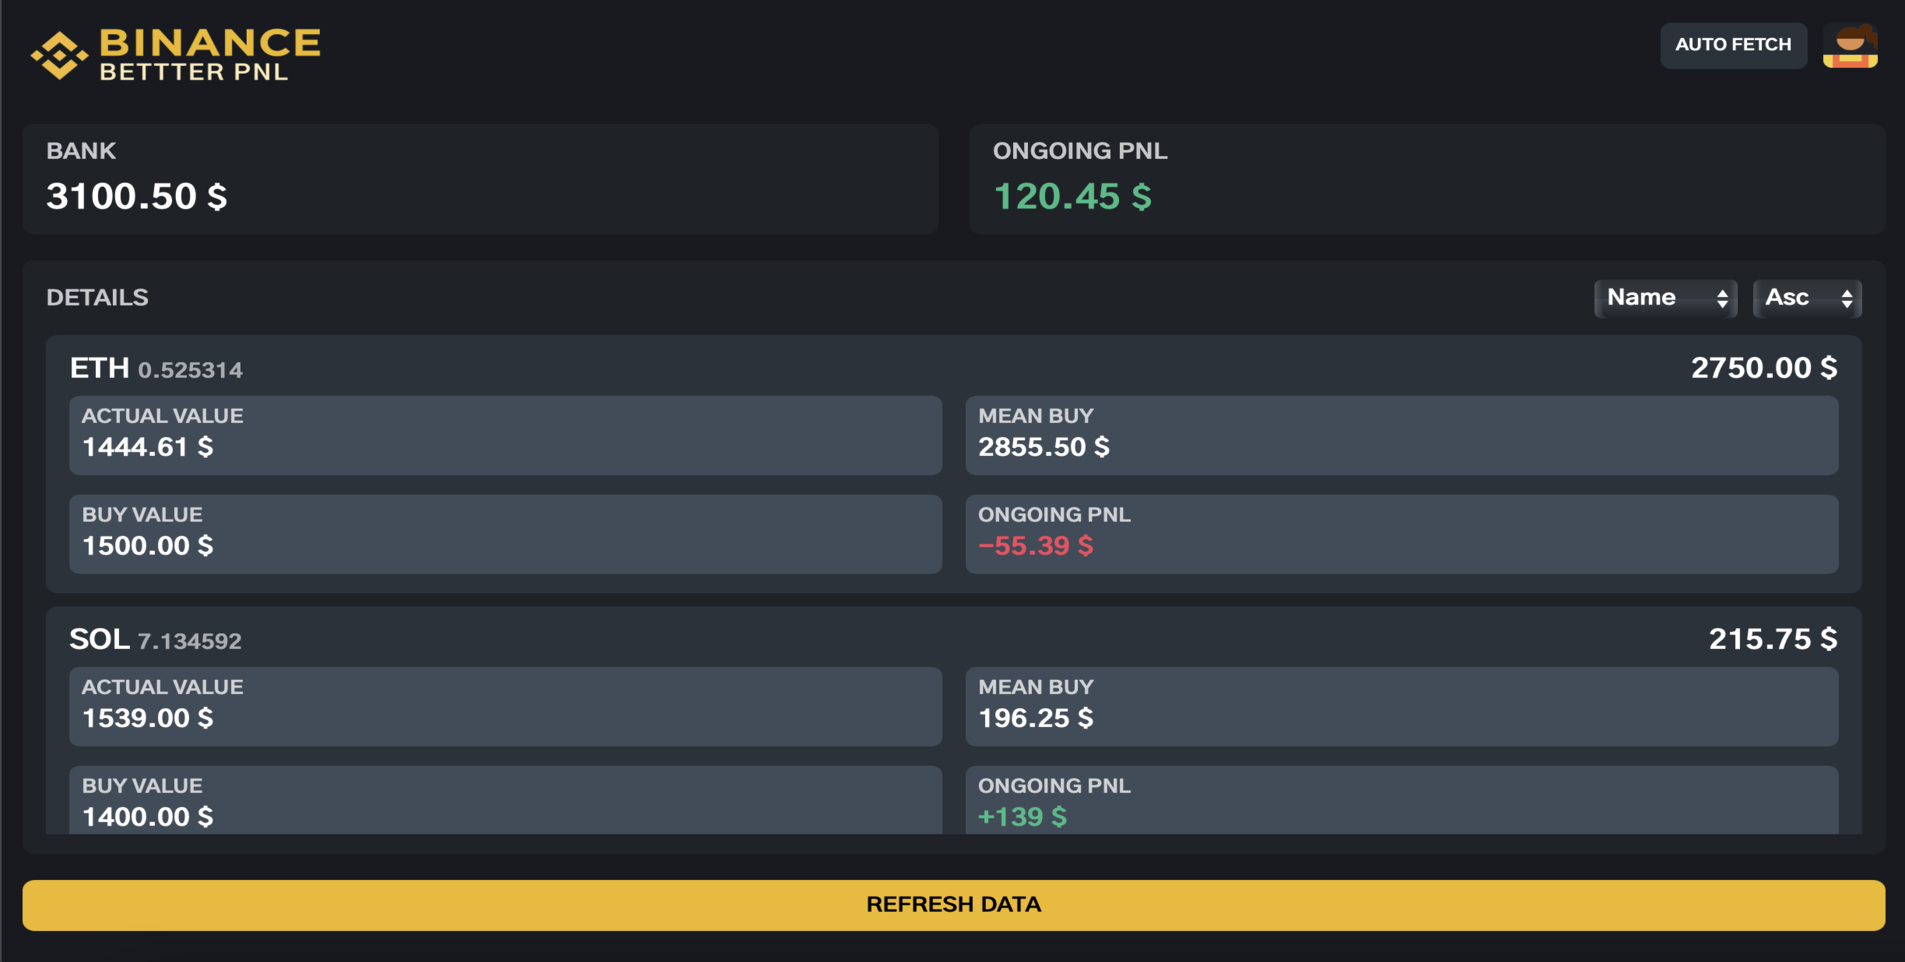 BINANCE
BETTTER PNL
AUTO FETCH
BANK
3100.50 $
ONGOING PNL
120.45 $
DETAILS
Name
Asc
ETH 0.525314
2750.00 $
ACTUAL VALUE
1444.61 $
MEAN BUY
2855.50 $
BUY VALUE
1500.00 $
ONGOING PNL
−55.39 $
SOL 7.134592
215.75 $
ACTUAL VALUE
1539.00 $
MEAN BUY
196.25 $
BUY VALUE
1400.00 $
ONGOING PNL
+139 $
REFRESH DATA